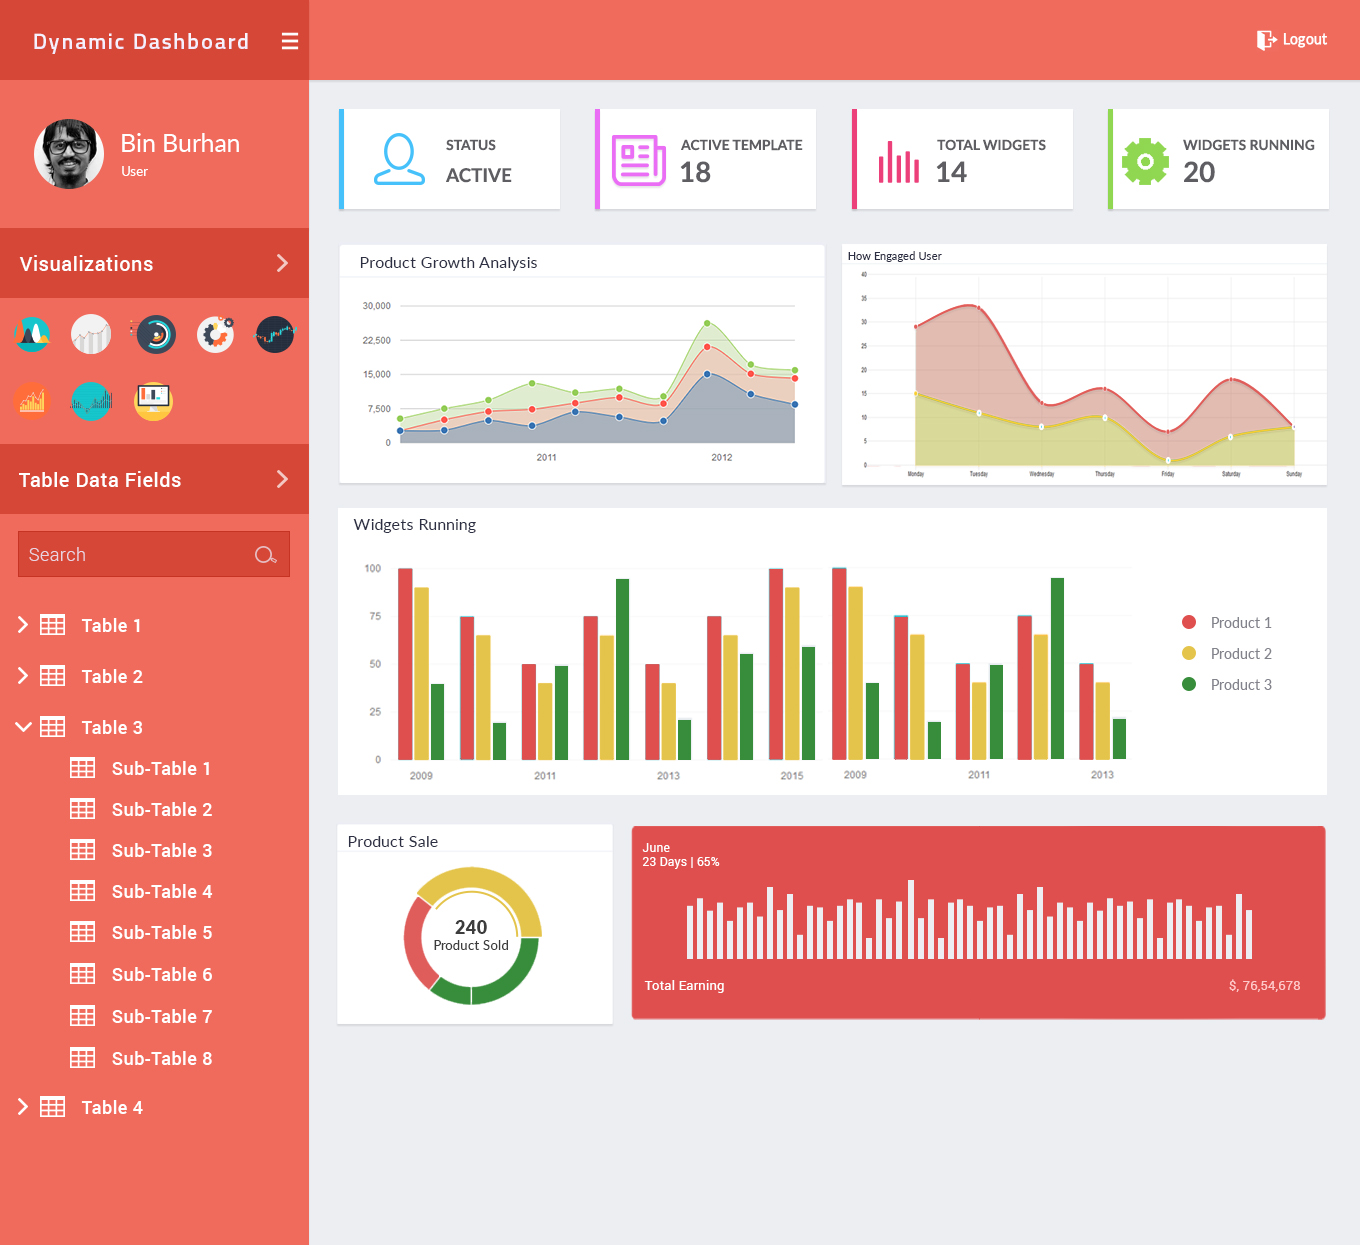 Dynamic Dashboard
Logout
Bin Burhan
User
Visualizations
Table Data Fields
Search
Table 1
Table 2
Table 3
Sub-Table 1
Sub-Table 2
Sub-Table 3
Sub-Table 4
Sub-Table 5
Sub-Table 6
Sub-Table 7
Sub-Table 8
Table 4
STATUS
ACTIVE
ACTIVE TEMPLATE
18
TOTAL WIDGETS
14
WIDGETS RUNNING
20
Product Growth Analysis
30,000
22,500
15,000
7,500
0
2011 2012
How Engaged User
40
35
30
25
20
15
10
5
0
Monday Tuesday Wednesday Thursday Friday Saturday Sunday
Widgets Running
100
75
50
25
0
2009 2011 2013 2015 2009 2011 2013
Product 1
Product 2
Product 3
Product Sale
240
Product Sold
June
23 Days | 65%
Total Earning $, 76,54,678